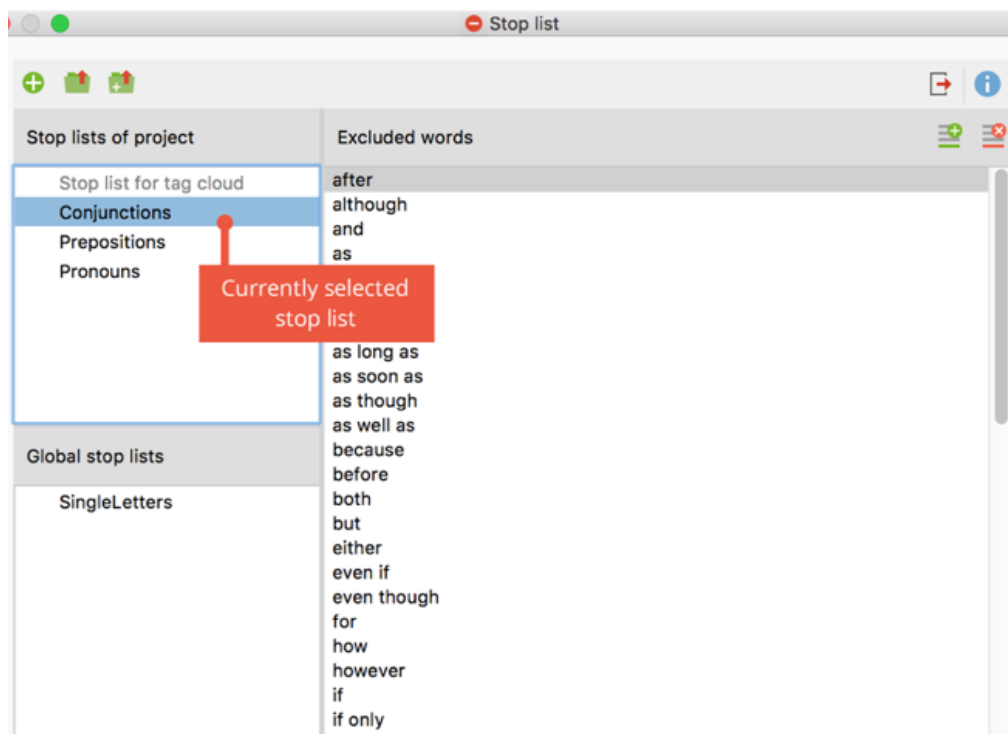 Stop list
Stop lists of project
Excluded words
Stop list for tag cloud
Conjunctions
Prepositions
Pronouns
Currently selected
stop list
Global stop lists
SingleLetters
after
although
and
as
as long as
as soon as
as though
as well as
because
before
both
but
either
even if
even though
for
how
however
if
if only